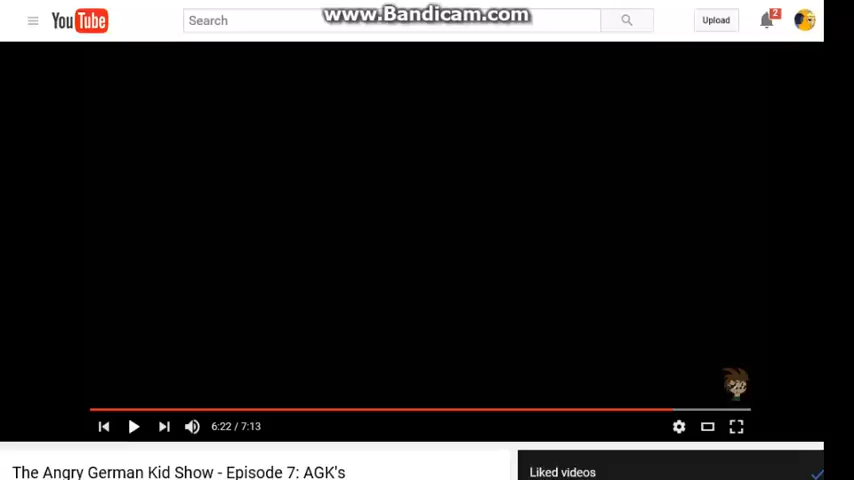 YouTube
Search
www.Bandicam.com
Upload
2
6:22 / 7:13
The Angry German Kid Show - Episode 7: AGK's
Liked videos